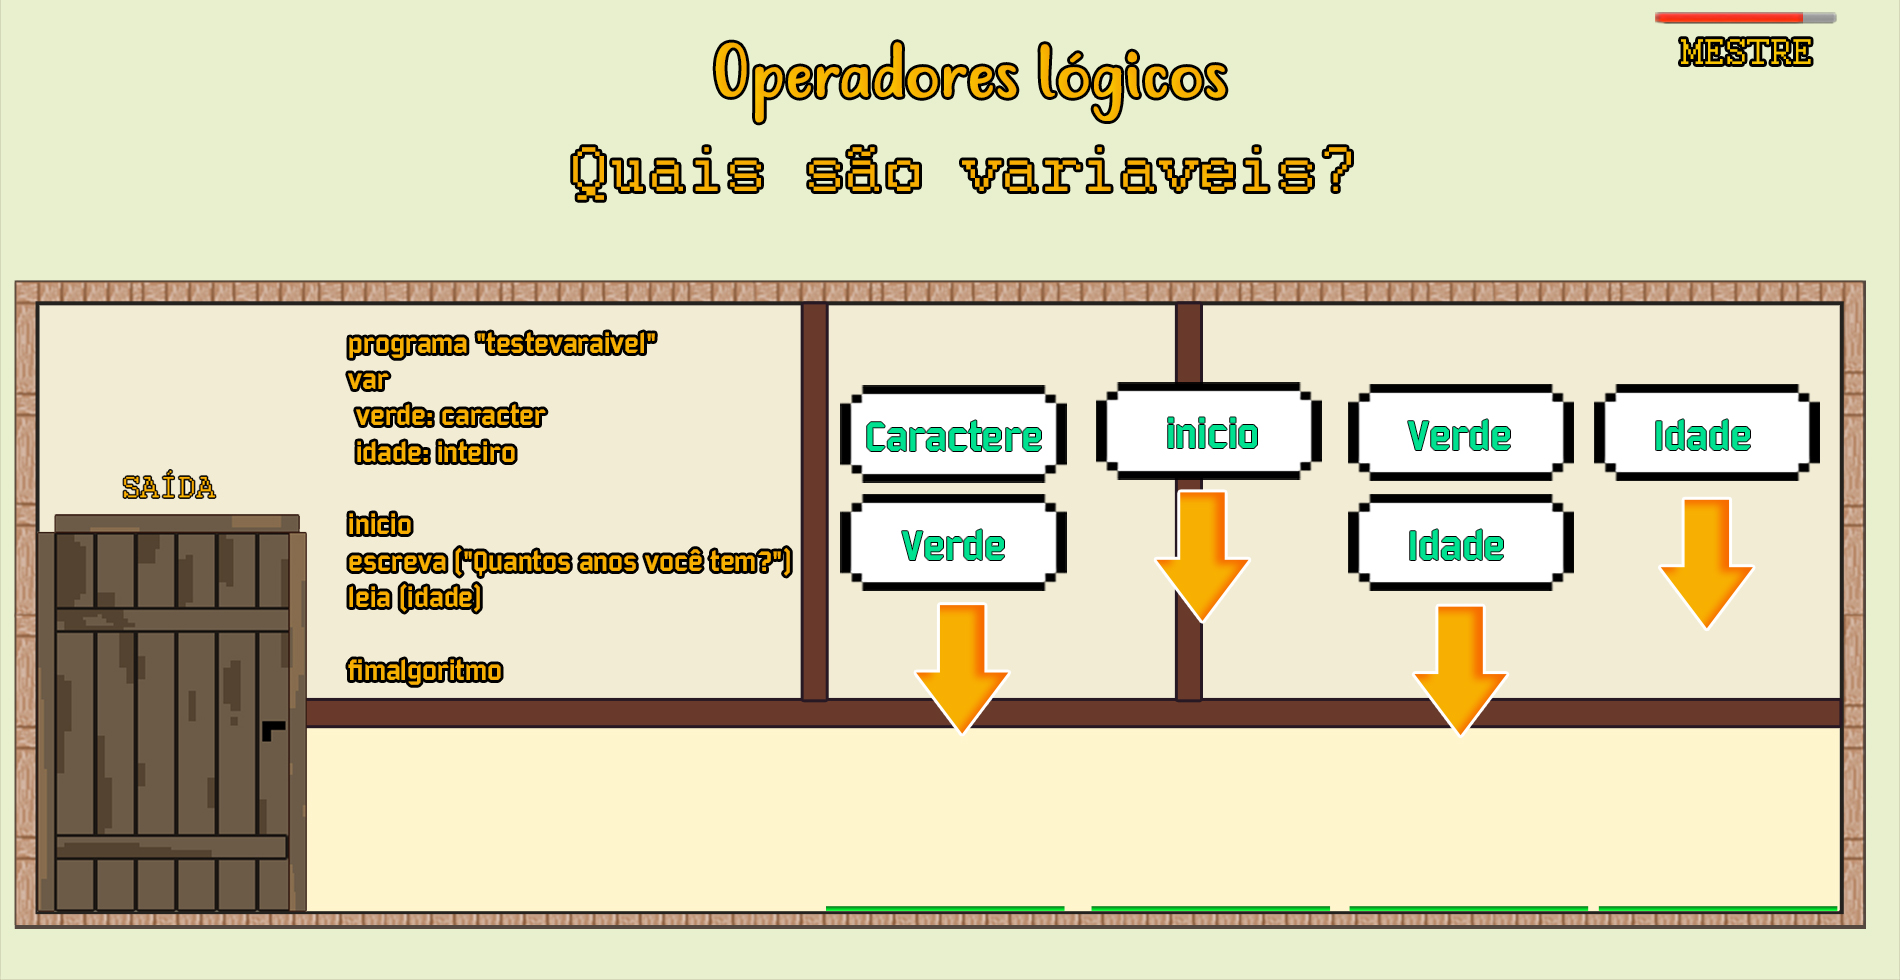 MESTRE
Operadores lógicos
Quais são variaveis?
programa "testevaraivel"
var
verde: caracter
idade: inteiro
inicio
escreva ("Quantos anos você tem?")
leia (idade)
fimalgoritmo
SAÍDA
Caractere
Verde
inicio
Verde
Idade
Idade